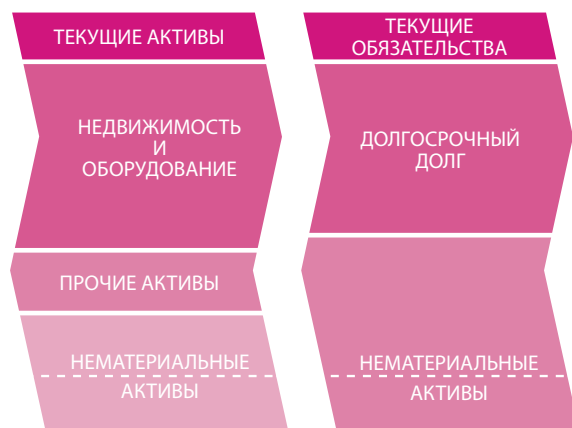 ТЕКУЩИЕ АКТИВЫ
НЕДВИЖИМОСТЬ
И
ОБОРУДОВАНИЕ
ПРОЧИЕ АКТИВЫ
НЕМАТЕРИАЛЬНЫЕ
АКТИВЫ
ТЕКУЩИЕ
ОБЯЗАТЕЛЬСТВА
ДОЛГОСРОЧНЫЙ
ДОЛГ
НЕМАТЕРИАЛЬНЫЕ
АКТИВЫ